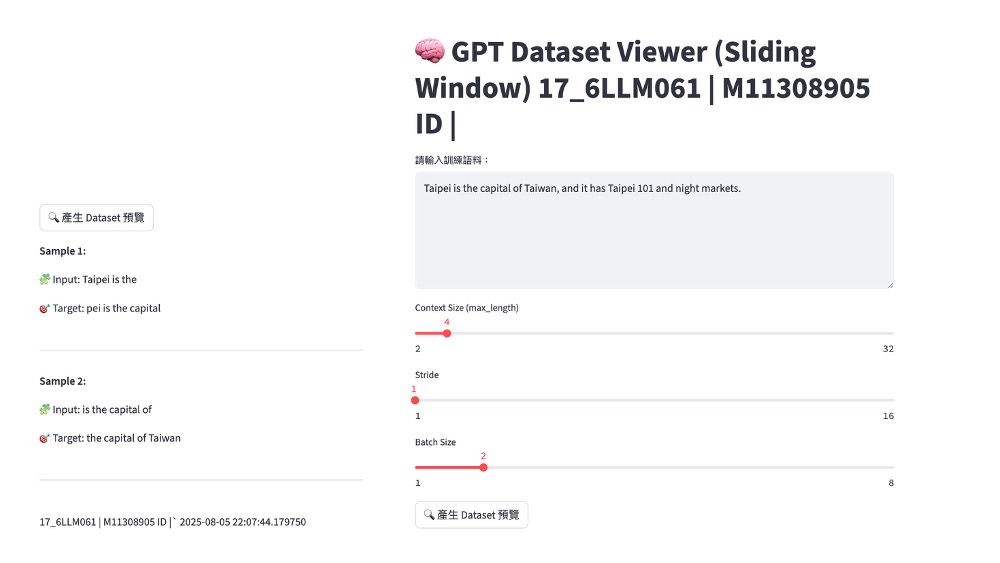 🔍 產生 Dataset 預覽
Sample 1:
🧩 Input: Taipei is the
🎯 Target: pei is the capital
Sample 2:
🧩 Input: is the capital of
🎯 Target: the capital of Taiwan
17_6LLM061 | M11308905 ID |` 2025-08-05 22:07:44.179750
🧠 GPT Dataset Viewer (Sliding
Window) 17_6LLM061 | M11308905
ID |
請輸入訓練語料：
Taipei is the capital of Taiwan, and it has Taipei 101 and night markets.
Context Size (max_length)
4
2 32
Stride
1
1 16
Batch Size
2
1 8
🔍 產生 Dataset 預覽